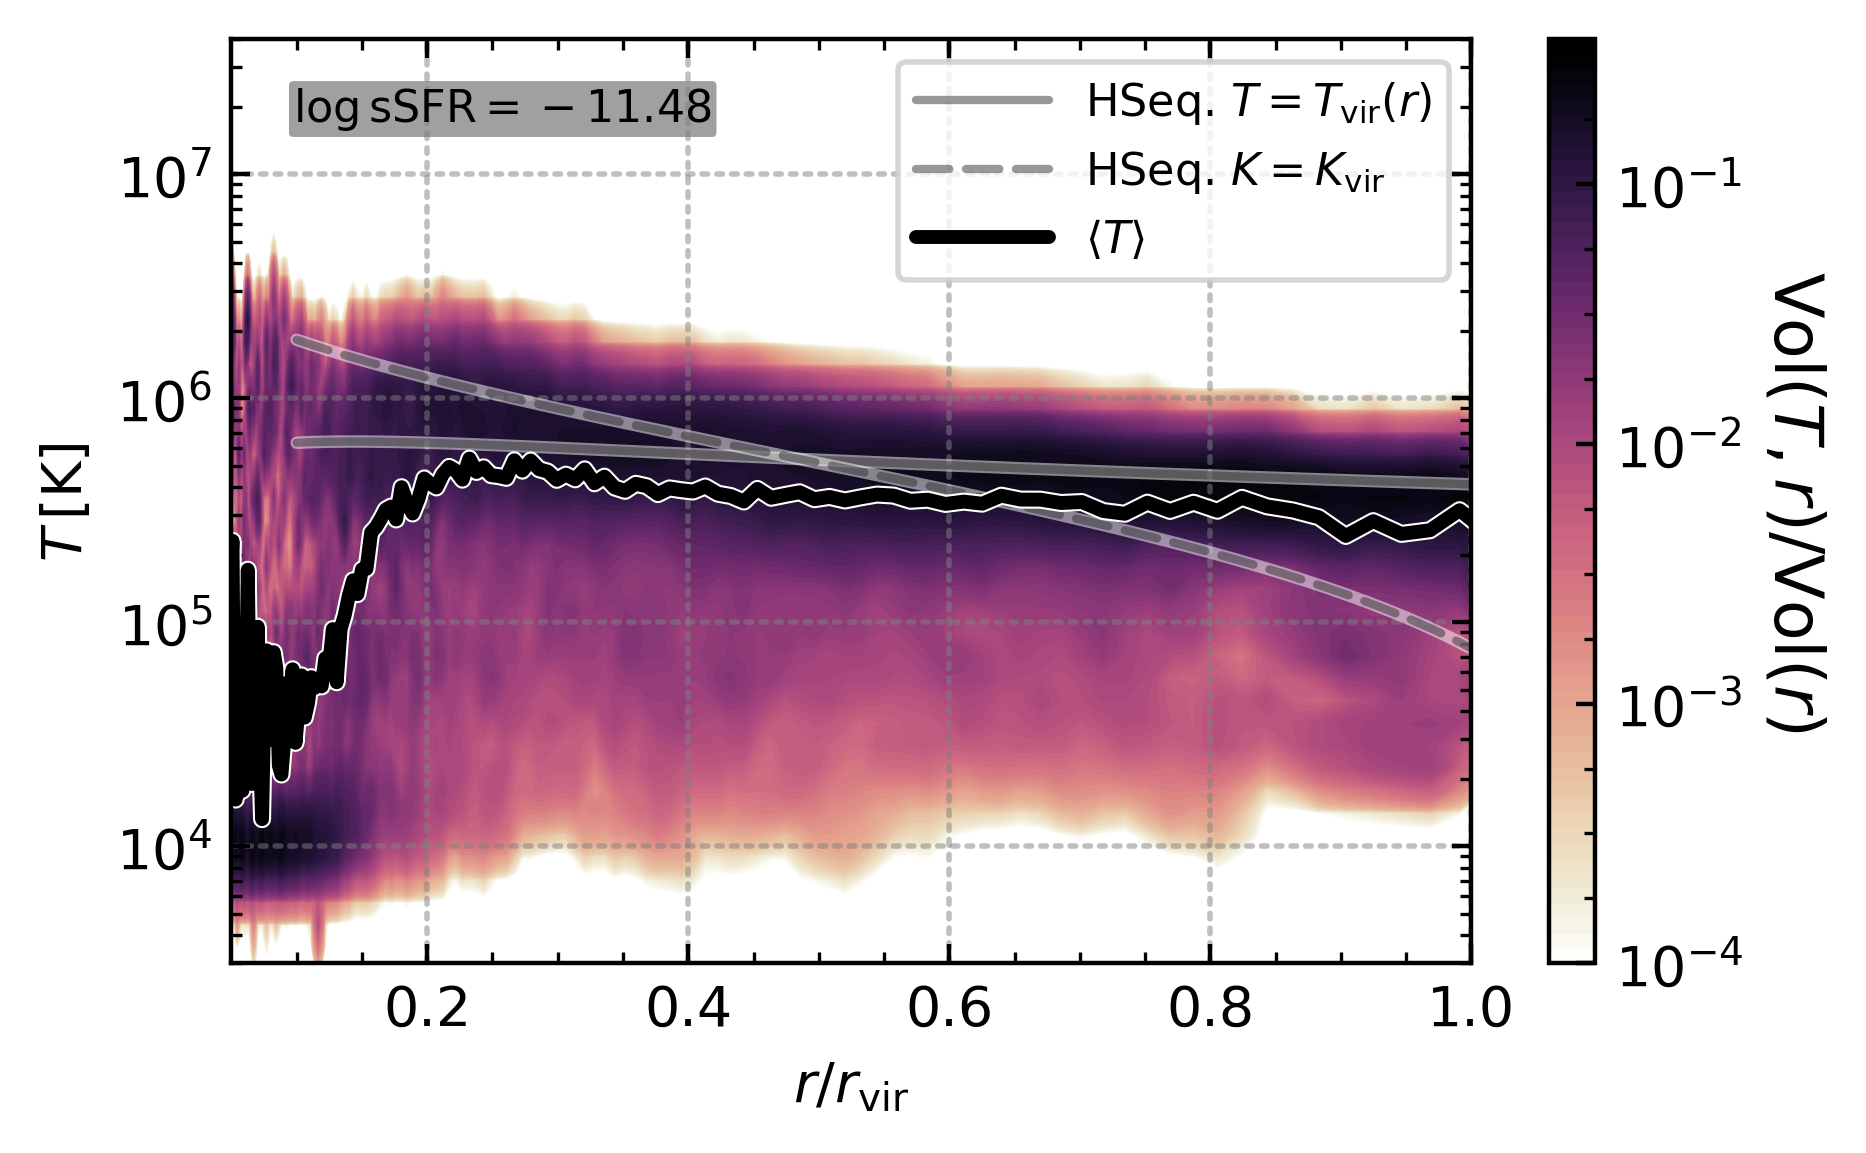 log sSFR = −11.48
HSeq. T = T_vir(r)
HSeq. K = K_vir
⟨T⟩
T [K]
10^7
10^6
10^5
10^4
0.2 0.4 0.6 0.8 1.0
r/r_vir
10^−1
10^−2
10^−3
10^−4
Vol(T, r)/Vol(r)